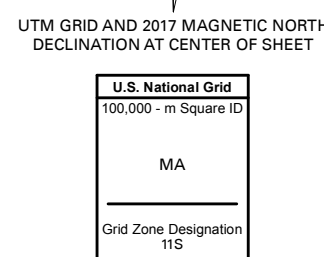 UTM GRID AND 2017 MAGNETIC NORTH
DECLINATION AT CENTER OF SHEET
U.S. National Grid
100,000 - m Square ID
MA
Grid Zone Designation
11S